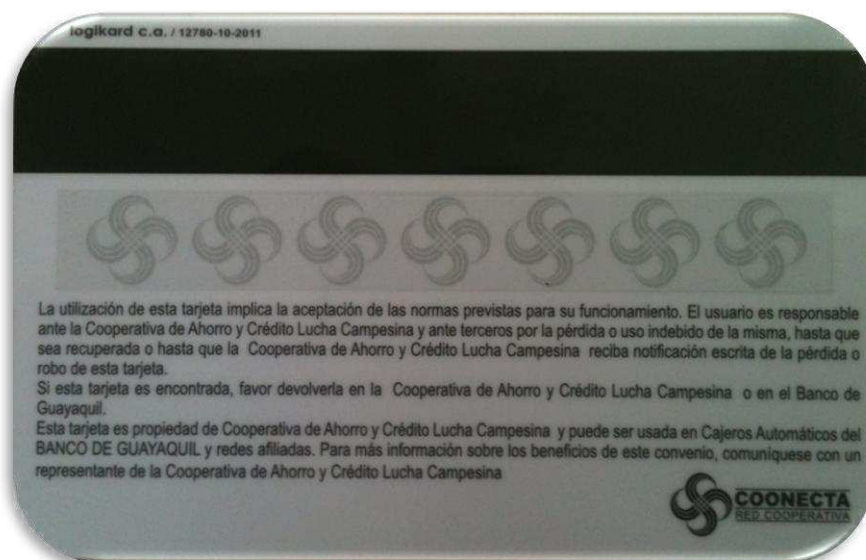 logikard c.a. / 12780-10-2011
La utilización de esta tarjeta implica la aceptación de las normas previstas para su funcionamiento. El usuario es responsable
ante la Cooperativa de Ahorro y Crédito Lucha Campesina y ante terceros por la pérdida o uso indebido de la misma, hasta que
sea recuperada o hasta que la Cooperativa de Ahorro y Crédito Lucha Campesina reciba notificación escrita de la pérdida o
robo de esta tarjeta.
Si esta tarjeta es encontrada, favor devolverla en la Cooperativa de Ahorro y Crédito Lucha Campesina o en el Banco de
Guayaquil.
Esta tarjeta es propiedad de Cooperativa de Ahorro y Crédito Lucha Campesina y puede ser usada en Cajeros Automáticos del
BANCO DE GUAYAQUIL y redes afiliadas. Para más información sobre los beneficios de este convenio, comuníquese con un
representante de la Cooperativa de Ahorro y Crédito Lucha Campesina
COONECTA
RED COOPERATIVA